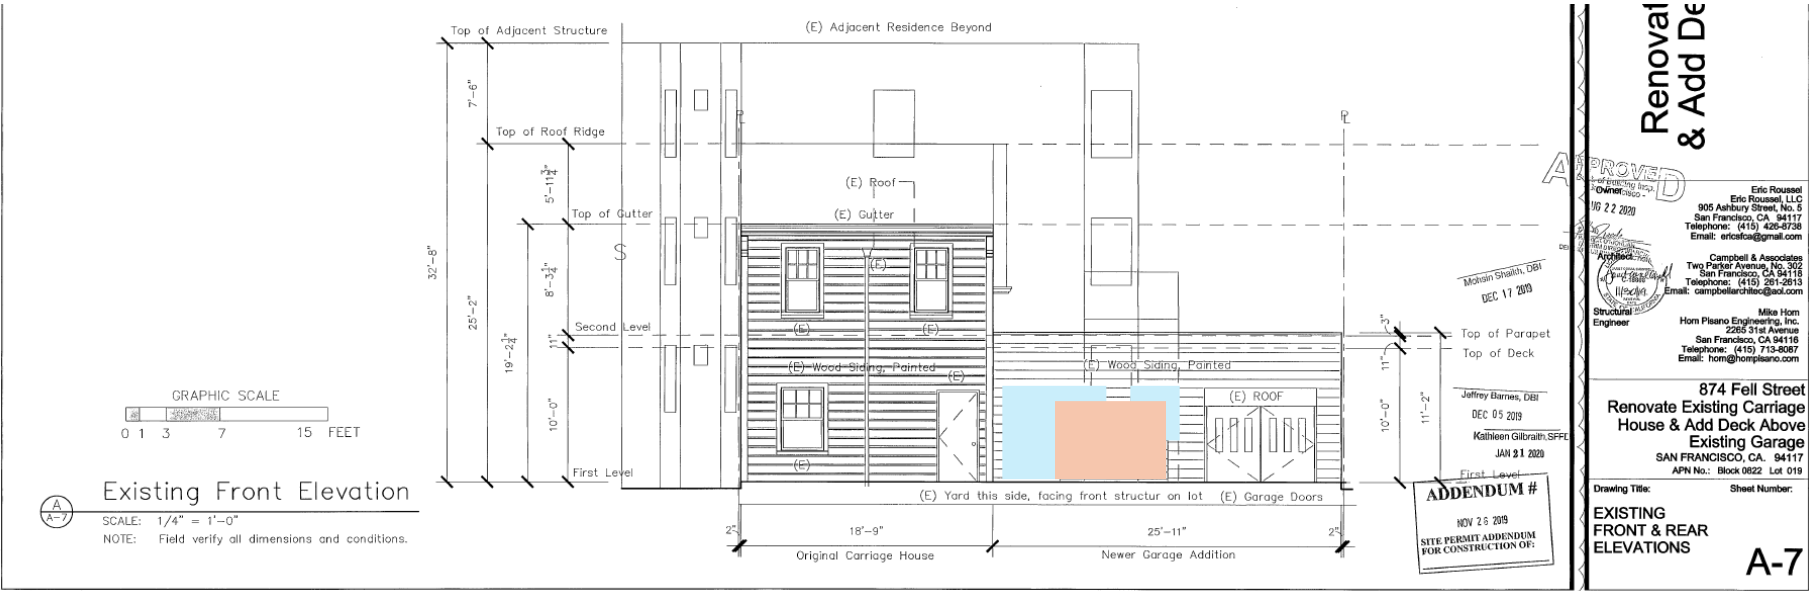 Top of Adjacent Structure
(E) Adjacent Residence Beyond
7'-6"
Top of Roof Ridge
5'-11¾"
(E) Roof
Top of Gutter
(E) Gutter
32'-8"
25'-2"
19'-2¼"
8'-3¼"
S
(E)
(E)
(E)
Second Level
11"
(E) Wood Siding, Painted
(E)
(E) Wood Siding, Painted
3"
Top of Parapet
11"
Top of Deck
(E) ROOF
10'-0"
(E)
10'-0"
11'-2"
First Level
First Level
(E) Yard this side, facing front structur on lot
(E) Garage Doors
2"
18'-9"
25'-11"
2"
Original Carriage House
Newer Garage Addition
GRAPHIC SCALE
0 1 3 7 15 FEET
A
A-7
Existing Front Elevation
SCALE: 1/4" = 1'-0"
NOTE: Field verify all dimensions and conditions.
Mohsin Shaikh, DBI
DEC 17 2019
Jeffrey Barnes, DBI
DEC 05 2019
Kathleen Gilbraith, SFFD
JAN 21 2020
ADDENDUM #
NOV 26 2019
SITE PERMIT ADDENDUM
FOR CONSTRUCTION OF:
Renovat
& Add De
APPROVED
AUG 22 2020
Owner
Eric Roussel
Eric Roussel, LLC
905 Ashbury Street, No. 5
San Francisco, CA 94117
Telephone: (415) 426-8738
Email: ericsfca@gmail.com
Architect
Campbell & Associates
Two Parker Avenue, No. 302
San Francisco, CA 94118
Telephone: (415) 261-2613
Email: campbellarchitec@aol.com
Structural
Engineer
Mike Hom
Hom Pisano Engineering, Inc.
2265 31st Avenue
San Francisco, CA 94116
Telephone: (415) 713-8087
Email: hom@hompisano.com
874 Fell Street
Renovate Existing Carriage
House & Add Deck Above
Existing Garage
SAN FRANCISCO, CA. 94117
APN No.: Block 0822 Lot 019
Drawing Title:
Sheet Number:
EXISTING
FRONT & REAR
ELEVATIONS
A-7